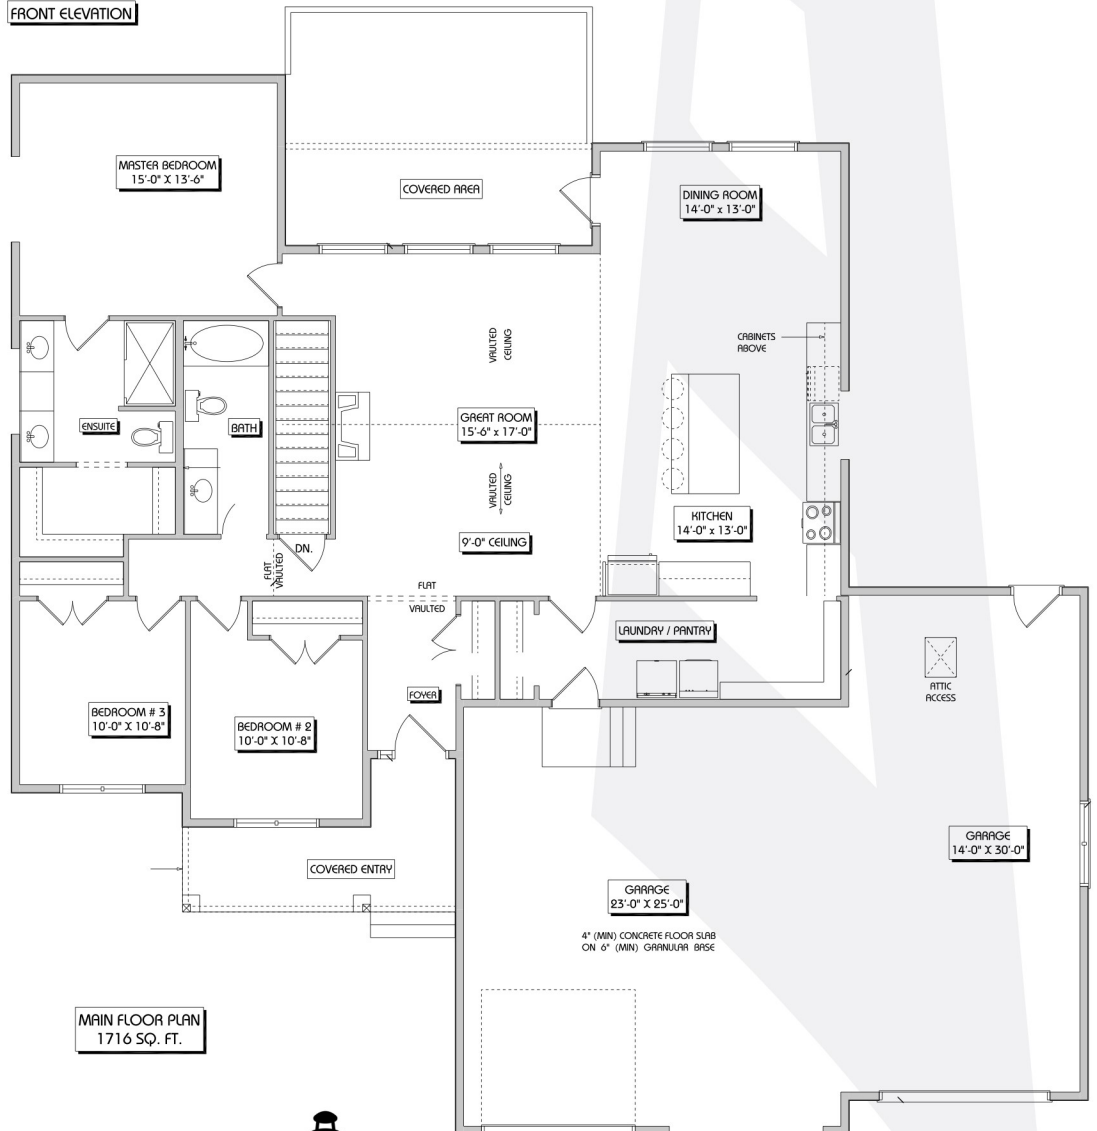 FRONT ELEVATION
MASTER BEDROOM
15'-0" X 13'-6"
COVERED AREA
DINING ROOM
14'-0" x 13'-0"
VAULTED
CEILING
CABINETS
ABOVE
ENSUITE
BATH
GREAT ROOM
15'-6" x 17'-0"
VAULTED
CEILING
KITCHEN
14'-0" x 13'-0"
9'-0" CEILING
DN.
FLAT
VAULTED
FLAT
VAULTED
LAUNDRY / PANTRY
ATTIC
ACCESS
FOYER
BEDROOM # 3
10'-0" X 10'-8"
BEDROOM # 2
10'-0" X 10'-8"
GARAGE
14'-0" X 30'-0"
COVERED ENTRY
GARAGE
23'-0" X 25'-0"
4" (MIN) CONCRETE FLOOR SLAB
ON 6" (MIN) GRANULAR BASE
MAIN FLOOR PLAN
1716 SQ. FT.